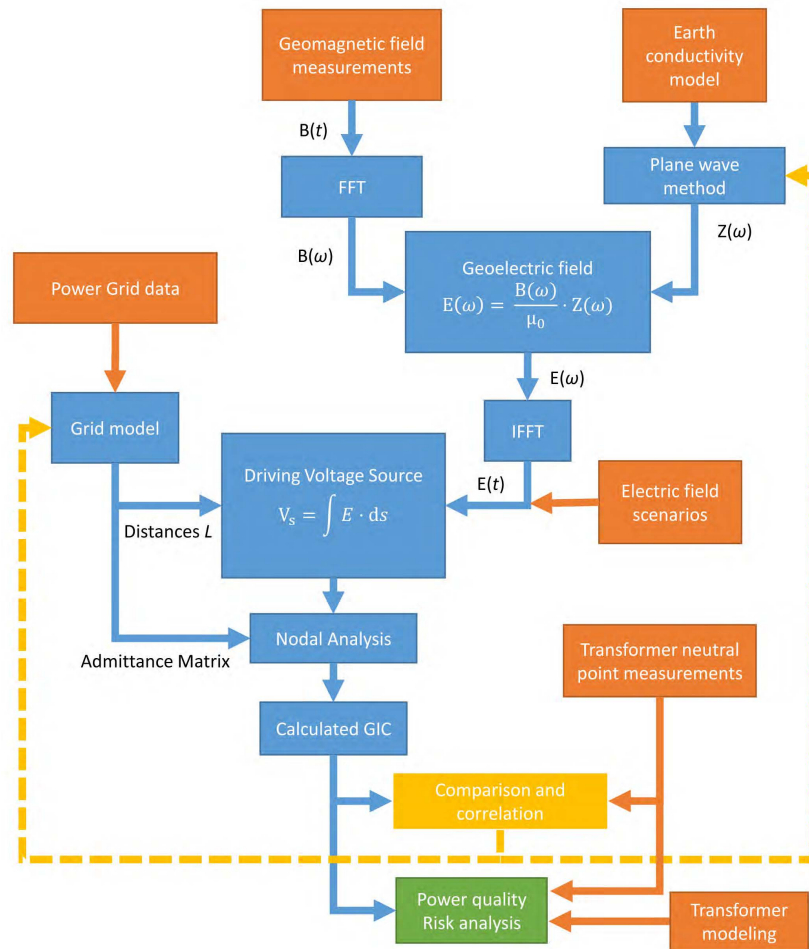 Geomagnetic field
measurements
Earth
conductivity
model
B(t)
FFT
Plane wave
method
B(ω)
Z(ω)
Geoelectric field
E(ω) = B(ω)/μ₀ · Z(ω)
Power Grid data
E(ω)
Grid model
IFFT
Driving Voltage Source
Vₛ = ∫ E · ds
E(t)
Electric field
scenarios
Distances L
Nodal Analysis
Admittance Matrix
Transformer neutral
point measurements
Calculated GIC
Comparison and
correlation
Power quality
Risk analysis
Transformer
modeling